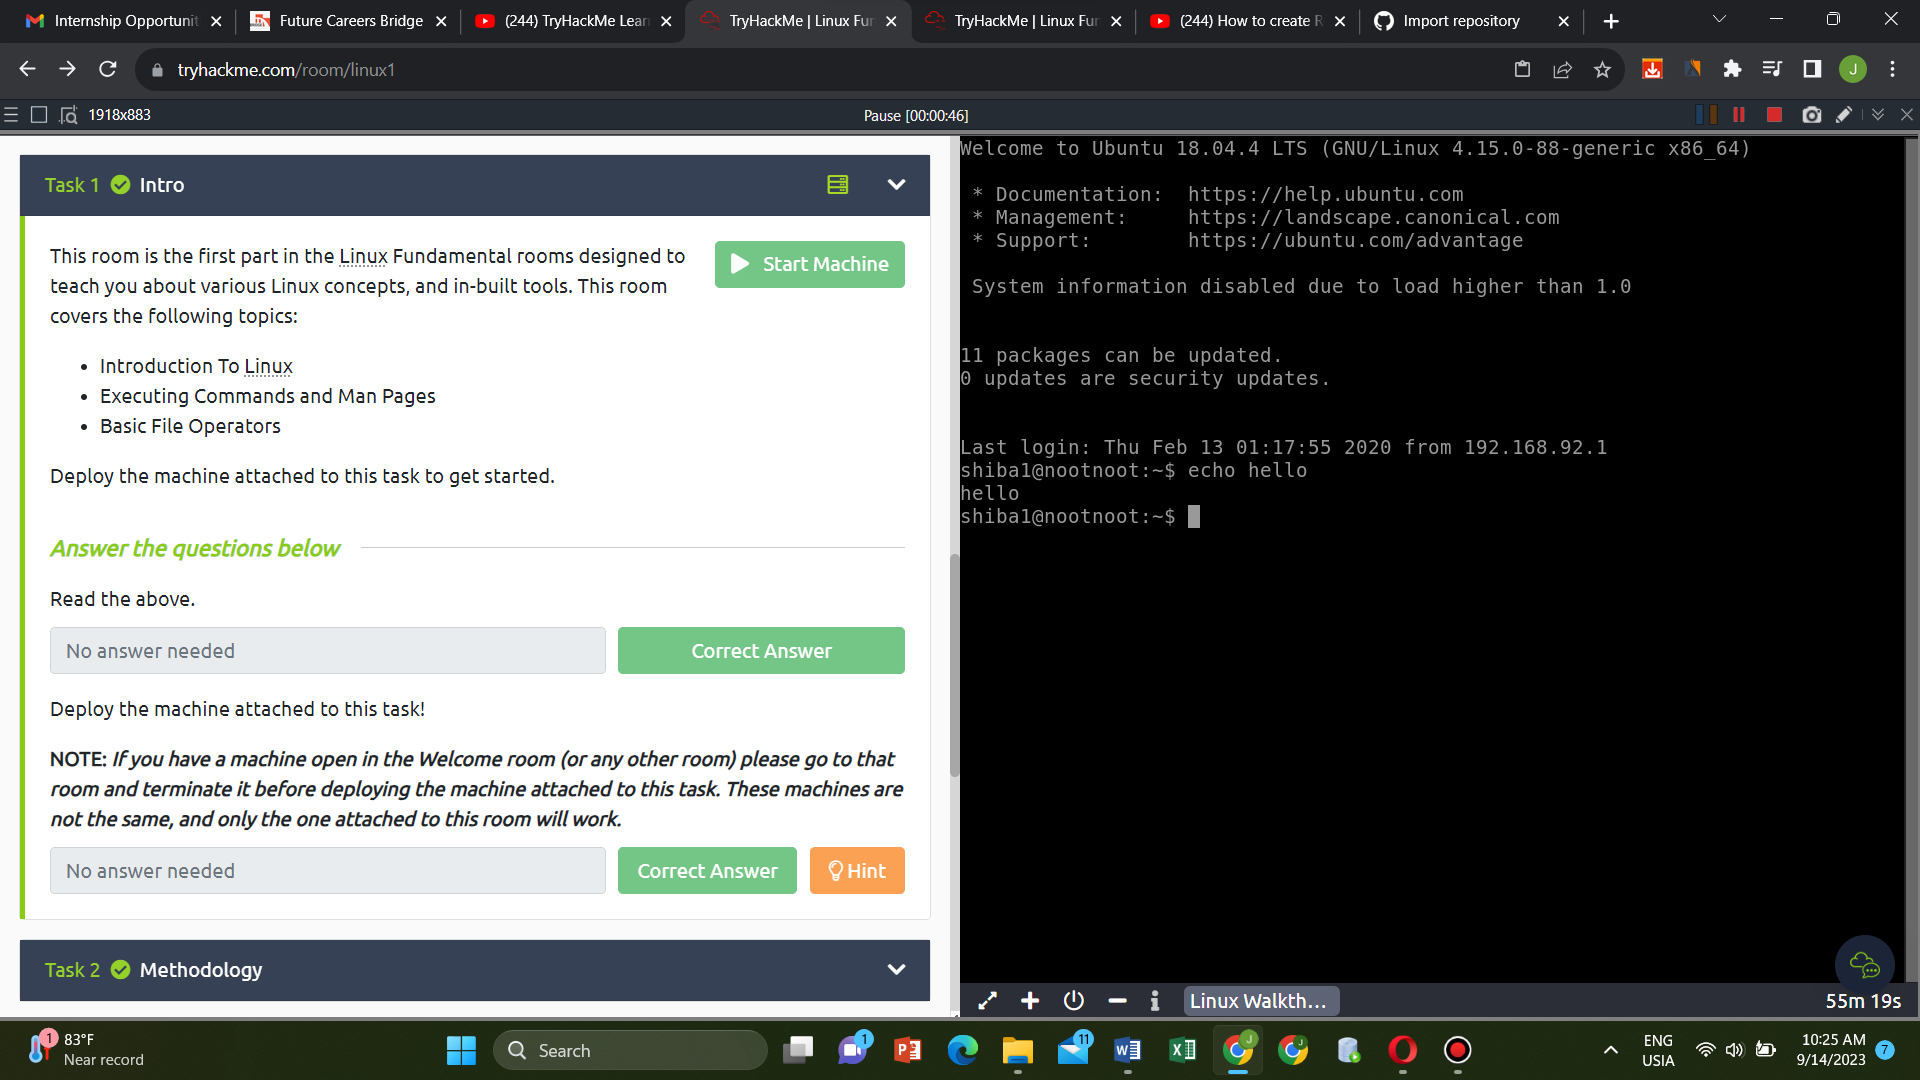 Internship Opportunit
Future Careers Bridge
(244) TryHackMe Lear
TryHackMe | Linux Fun
TryHackMe | Linux Fun
(244) How to create R
Import repository
tryhackme.com/room/linux1
J
1918x883
Pause [00:00:46]
Task 1 Intro
This room is the first part in the Linux Fundamental rooms designed to
teach you about various Linux concepts, and in-built tools. This room
covers the following topics:
Start Machine
• Introduction To Linux
• Executing Commands and Man Pages
• Basic File Operators
Deploy the machine attached to this task to get started.
Answer the questions below
Read the above.
No answer needed
Correct Answer
Deploy the machine attached to this task!
NOTE: If you have a machine open in the Welcome room (or any other room) please go to that
room and terminate it before deploying the machine attached to this task. These machines are
not the same, and only the one attached to this room will work.
No answer needed
Correct Answer
Hint
Task 2 Methodology
Welcome to Ubuntu 18.04.4 LTS (GNU/Linux 4.15.0-88-generic x86_64)
* Documentation: https://help.ubuntu.com
* Management: https://landscape.canonical.com
* Support: https://ubuntu.com/advantage
System information disabled due to load higher than 1.0
11 packages can be updated.
0 updates are security updates.
Last login: Thu Feb 13 01:17:55 2020 from 192.168.92.1
shiba1@nootnoot:~$ echo hello
hello
shiba1@nootnoot:~$
Linux Walkth...
55m 19s
1
83°F
Near record
Search
1
11
ENG
USIA
10:25 AM
9/14/2023
7